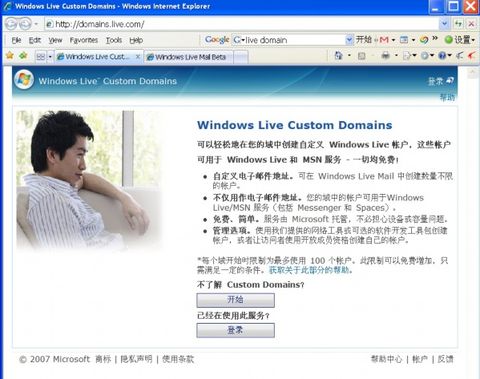 Windows Live Custom Domains - Windows Internet Explorer
http://domains.live.com/
File Edit View Favorites Tools Help
Google G live domain 开始 设置
Windows Live Cust... Windows Live Mail Beta
Windows Live™ Custom Domains 登录
帮助
Windows Live Custom Domains
可以轻松地在您的域中创建自定义 Windows Live 帐户，这些帐户
可用于 Windows Live 和 MSN 服务 - 一切均免费！
• 自定义电子邮件地址。可在 Windows Live Mail 中创建数量不限
的帐户。
• 不仅用作电子邮件地址。您的域中的帐户可用于Windows
Live/MSN 服务（包括 Messenger 和 Spaces）。
• 免费、简单。服务由 Microsoft 托管，不必担心设备或容量问题。
• 管理选项。使用我们提供的网络工具或可选的软件开发工具包创建
帐户，或者让访问者使用开放成员资格创建自己的帐户。
*每个域开始时限制为最多使用 100 个帐户。此限制可以免费增加，只
需满足一定的条件。获取关于此部分的帮助。
不了解 Custom Domains?
开始
已经在使用此服务?
登录
© 2007 Microsoft 商标 | 隐私声明 | 使用条款 帮助中心 | 帐户 | 反馈